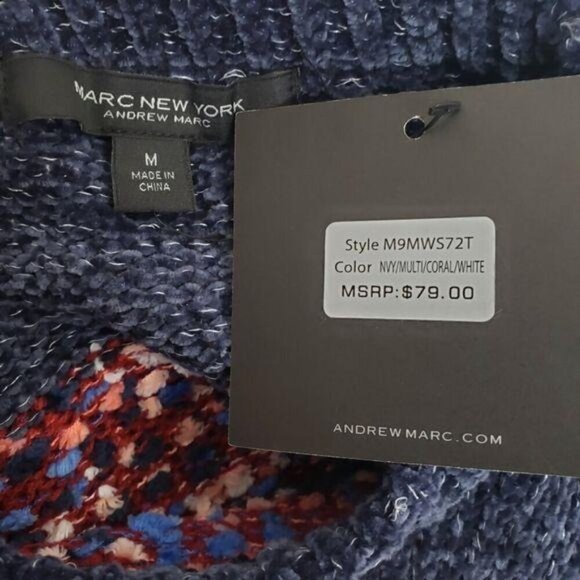 MARC NEW YORK
ANDREW MARC
M
MADE IN
CHINA
Style M9MWS72T
Color NVY/MULTI/CORAL/WHITE
MSRP:$79.00
ANDREWMARC.COM